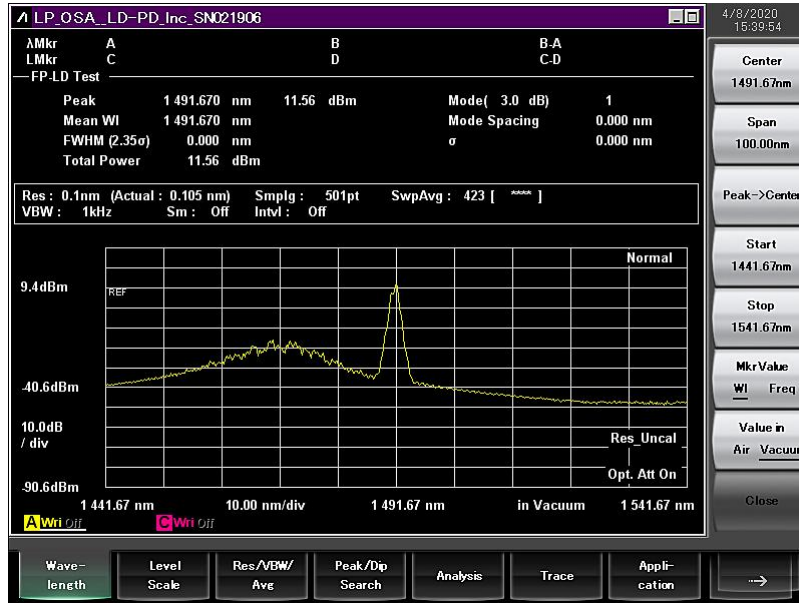 LP_OSA__LD-PD_Inc_SN021906
4/8/2020
15:39:54
λMkr A B B-A
LMkr C D C-D
FP-LD Test
Peak 1 491.670 nm 11.56 dBm Mode( 3.0 dB) 1
Mean Wl 1 491.670 nm Mode Spacing 0.000 nm
FWHM (2.35σ) 0.000 nm σ 0.000 nm
Total Power 11.56 dBm
Res : 0.1nm (Actual : 0.105 nm) Smplg : 501pt SwpAvg : 423 [ **** ]
VBW : 1kHz Sm : Off Intvl : Off
Normal
9.4dBm
REF
-40.6dBm
10.0dB
/ div
Res_Uncal
Opt. Att On
-90.6dBm
1 441.67 nm 10.00 nm/div 1 491.67 nm in Vacuum 1 541.67 nm
A Wri Off C Wri Off
Center
1491.67nm
Span
100.00nm
Peak->Center
Start
1441.67nm
Stop
1541.67nm
Mkr Value
Wl Freq
Value in
Air Vacuu
Close
Wave-
length
Level
Scale
Res/VBW/
Avg
Peak/Dip
Search
Analysis
Trace
Appli-
cation